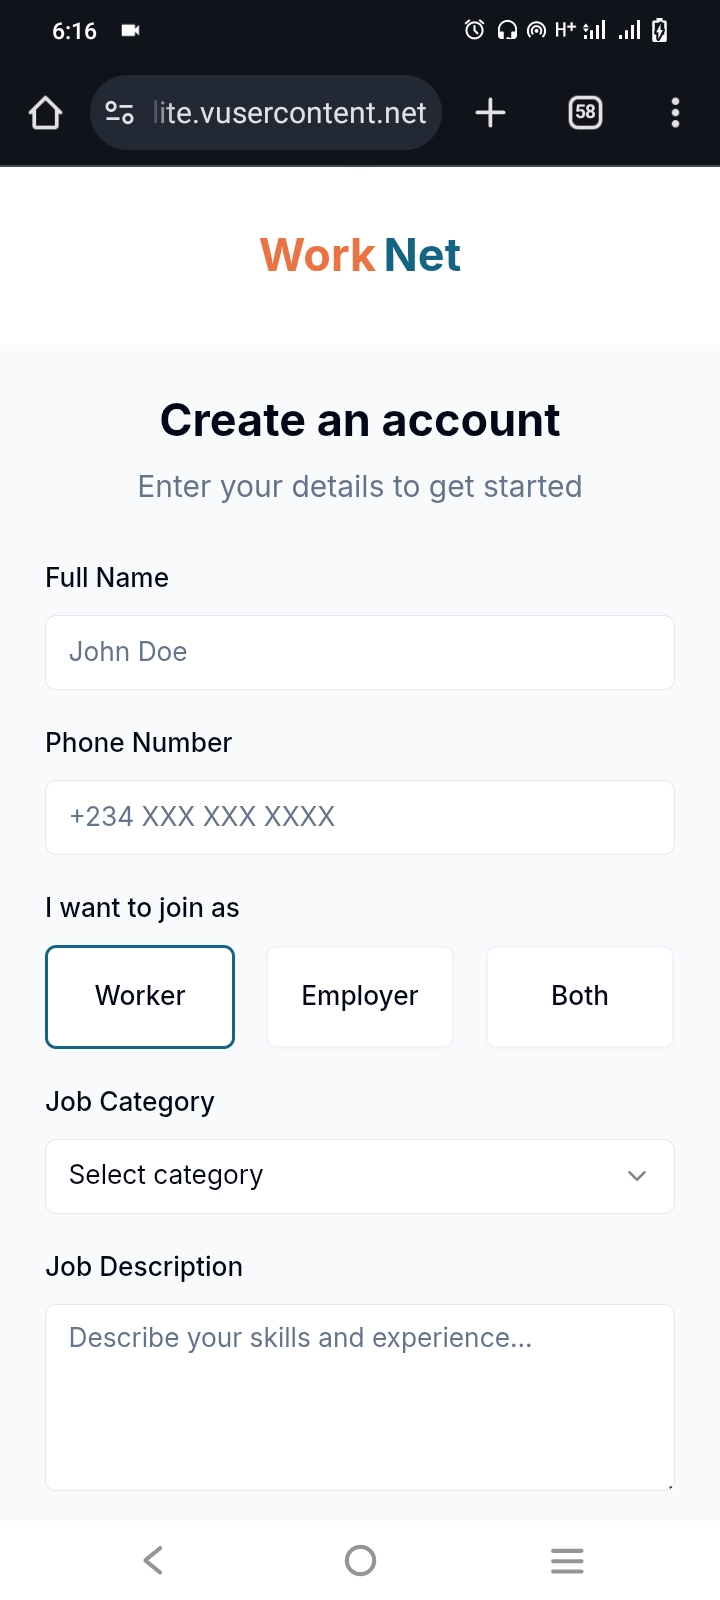 6:16
H+
lite.vusercontent.net
58
Work Net
Create an account
Enter your details to get started
Full Name
John Doe
Phone Number
+234 XXX XXX XXXX
I want to join as
Worker Employer Both
Job Category
Select category
Job Description
Describe your skills and experience...